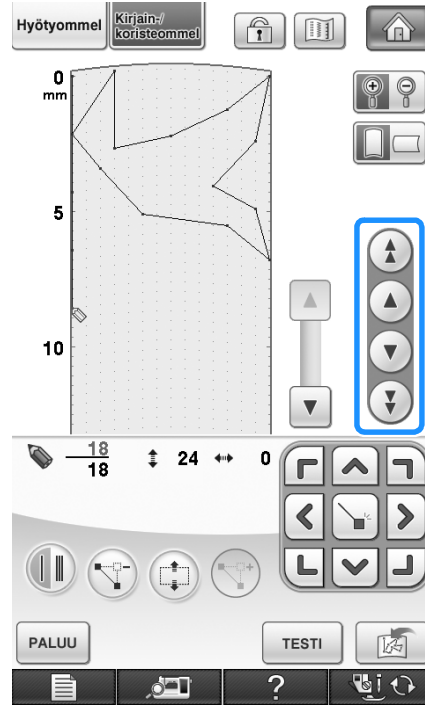 Hyötyommel
Kirjain-/
koristeommel
0
mm
5
10
18
18
24
0
PALUU
TESTI
?